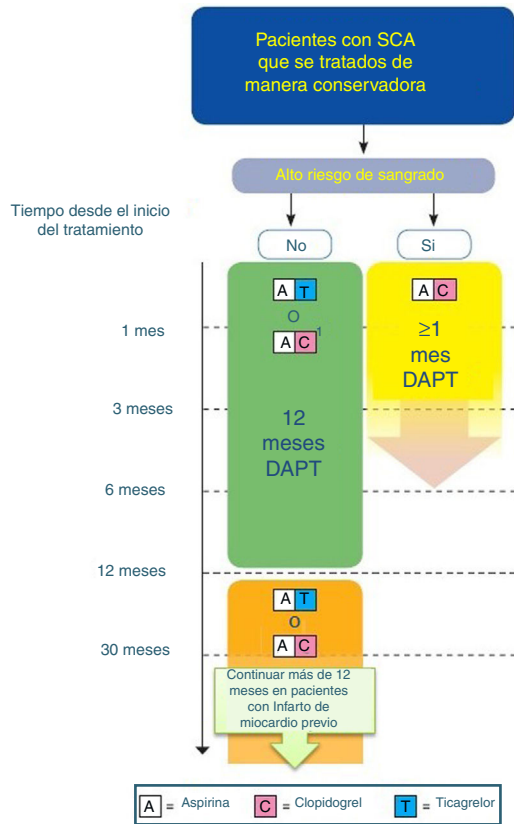 Pacientes con SCA
que se tratados de
manera conservadora
Alto riesgo de sangrado
Tiempo desde el inicio
del tratamiento
No
Si
A T
O
A C 1
A C
≥1
mes
DAPT
1 mes
3 meses
12
meses
DAPT
6 meses
12 meses
A T
O
A C
30 meses
Continuar más de 12
meses en pacientes
con Infarto de
miocardio previo
A = Aspirina C = Clopidogrel T = Ticagrelor